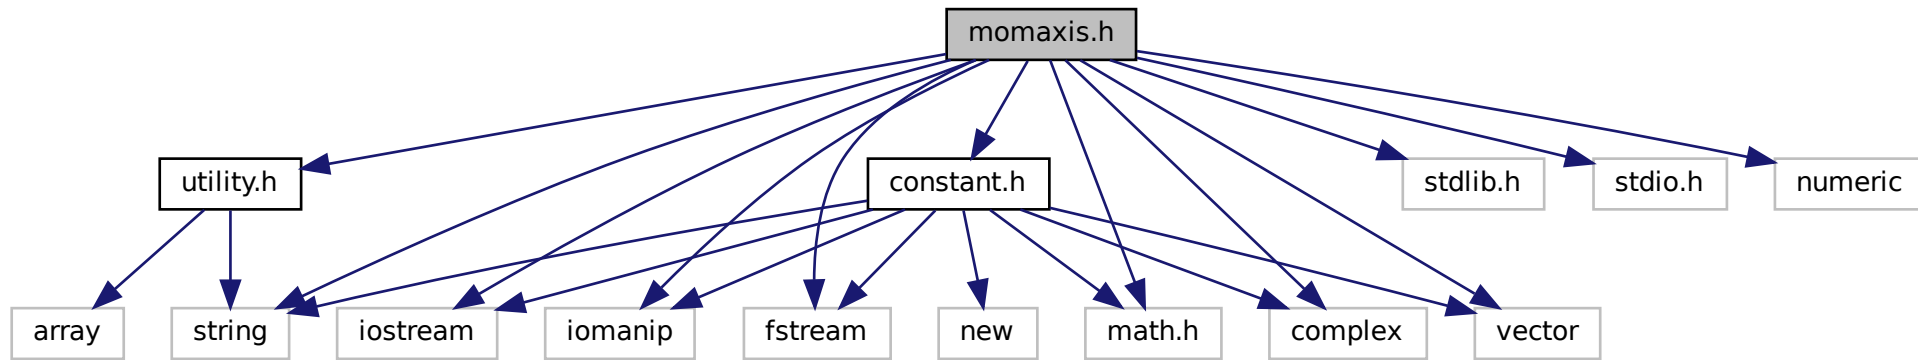 momaxis.h
utility.h
constant.h
stdlib.h
stdio.h
numeric
array
string
iostream
iomanip
fstream
new
math.h
complex
vector